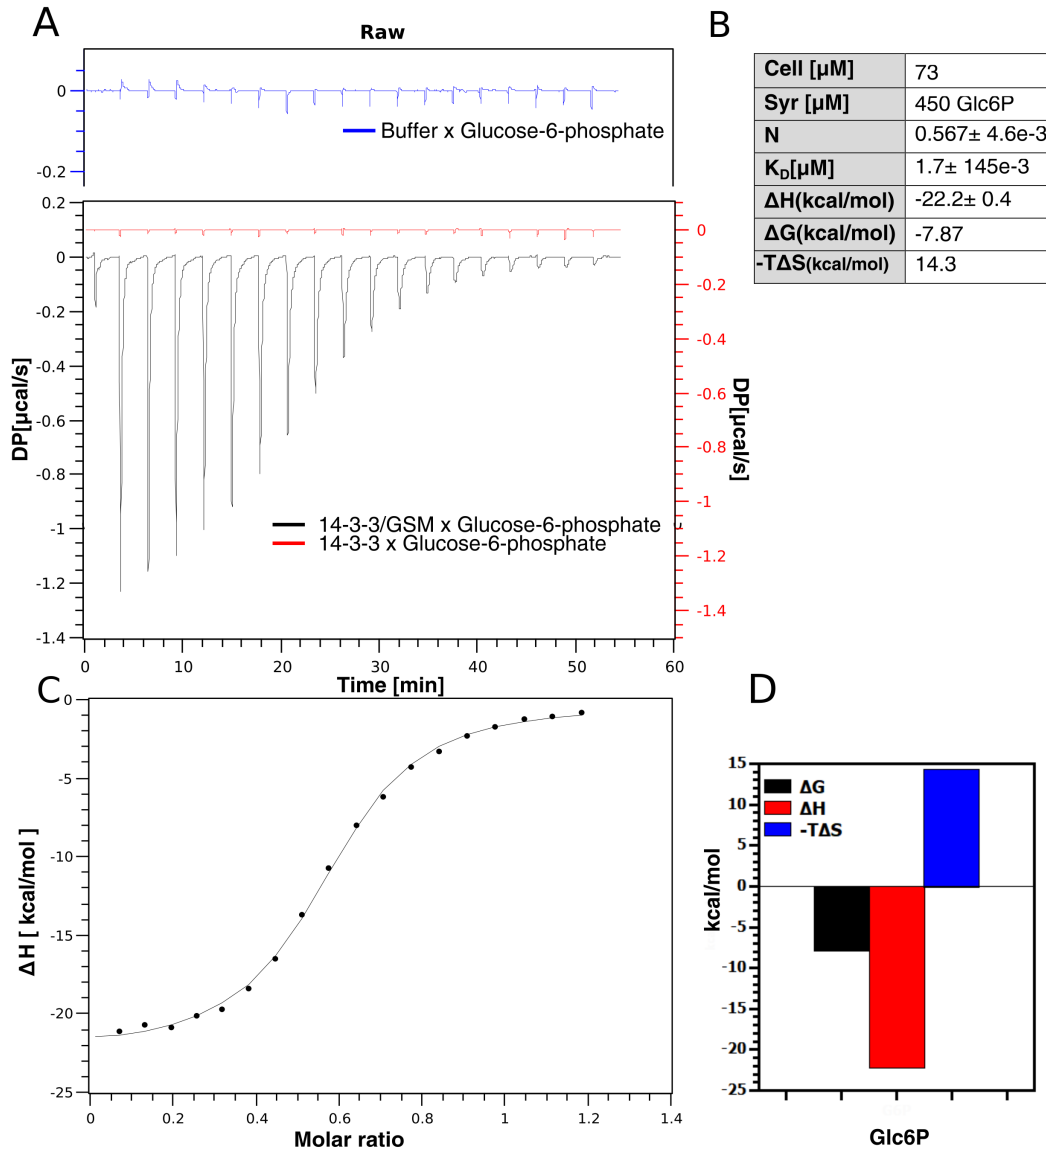 A
Raw
0
-0.2
Buffer x Glucose-6-phosphate
B
Cell [µM] 73
Syr [µM] 450 Glc6P
N 0.567± 4.6e-3
K_D[µM] 1.7± 145e-3
ΔH(kcal/mol) -22.2± 0.4
ΔG(kcal/mol) -7.87
-TΔS(kcal/mol) 14.3
0.2
0
-0.2
-0.4
-0.6
-0.8
-1
-1.2
-1.4
DP[µcal/s]
0
-0.2
-0.4
-0.6
-0.8
-1
-1.2
-1.4
DP[µcal/s]
14-3-3/GSM x Glucose-6-phosphate
14-3-3 x Glucose-6-phosphate
0 10 20 30 40 50 60
Time [min]
C
0
-5
-10
-15
-20
-25
ΔH [ kcal/mol ]
0 0.2 0.4 0.6 0.8 1 1.2 1.4
Molar ratio
D
15
10
5
0
-5
-10
-15
-20
-25
kcal/mol
ΔG
ΔH
-TΔS
Glc6P